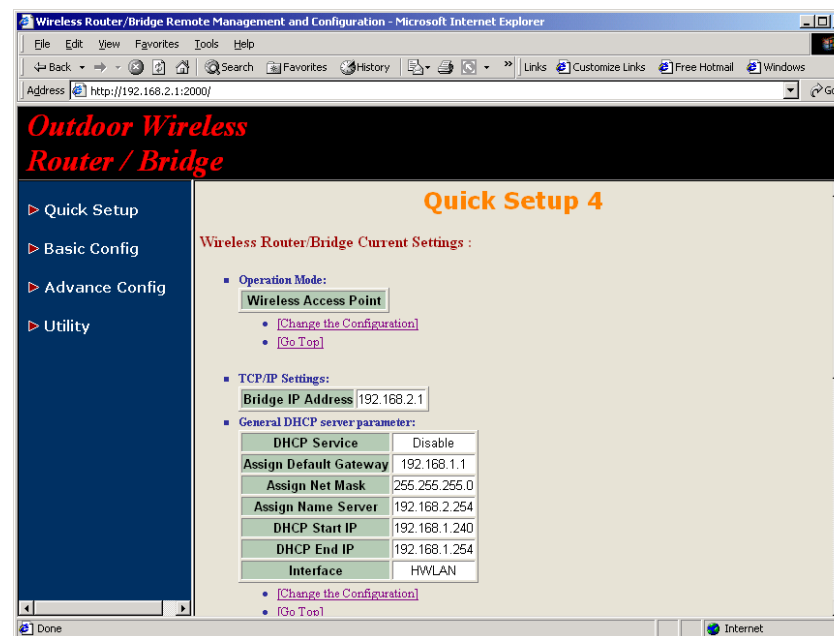 Wireless Router/Bridge Remote Management and Configuration - Microsoft Internet Explorer
File Edit View Favorites Tools Help
Back Search Favorites History » Links Customize Links Free Hotmail Windows
Address http://192.168.2.1:2000/ Go
Outdoor Wireless
Router / Bridge
Quick Setup
Basic Config
Advance Config
Utility
Quick Setup 4
Wireless Router/Bridge Current Settings :
Operation Mode:
Wireless Access Point
[Change the Configuration]
[Go Top]
TCP/IP Settings:
Bridge IP Address 192.168.2.1
General DHCP server parameter:
DHCP Service Disable
Assign Default Gateway 192.168.1.1
Assign Net Mask 255.255.255.0
Assign Name Server 192.168.2.254
DHCP Start IP 192.168.1.240
DHCP End IP 192.168.1.254
Interface HWLAN
[Change the Configuration]
[Go Top]
Done Internet